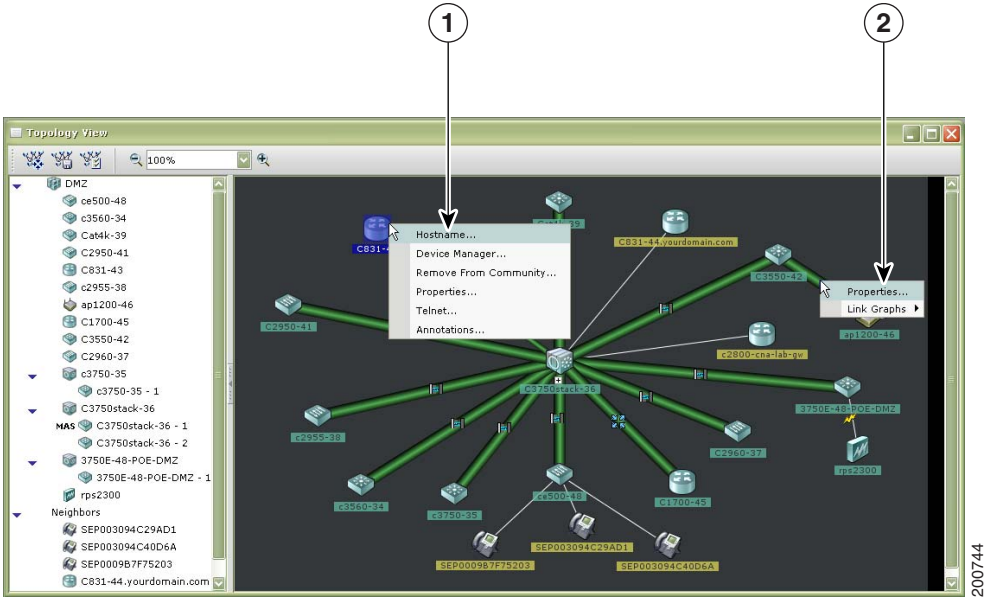 1
2
Topology View
100%
DMZ
ce500-48
c3560-34
Cat4k-39
C2950-41
C831-43
c2955-38
ap1200-46
C1700-45
C3550-42
C2960-37
c3750-35
c3750-35 - 1
C3750stack-36
MAS C3750stack-36 - 1
C3750stack-36 - 2
3750E-48-POE-DMZ
3750E-48-POE-DMZ - 1
rps2300
Neighbors
SEP003094C29AD1
SEP003094C40D6A
SEP0009B7F75203
C831-44.yourdomain.com
C831-4
Hostname...
Device Manager...
Remove From Community...
Properties...
Telnet...
Annotations...
C831-44.yourdomain.com
C3550-42
Properties...
Link Graphs
ap1200-46
C2950-41
c2800-cna-lab-gw
C3750stack-36
3750E-48-POE-DMZ
c2955-38
C2960-37
rps2300
c3560-34
c3750-35
ce500-48
C1700-45
SEP003094C29AD1
SEP0009B7F75203
SEP003094C40D6A
200744